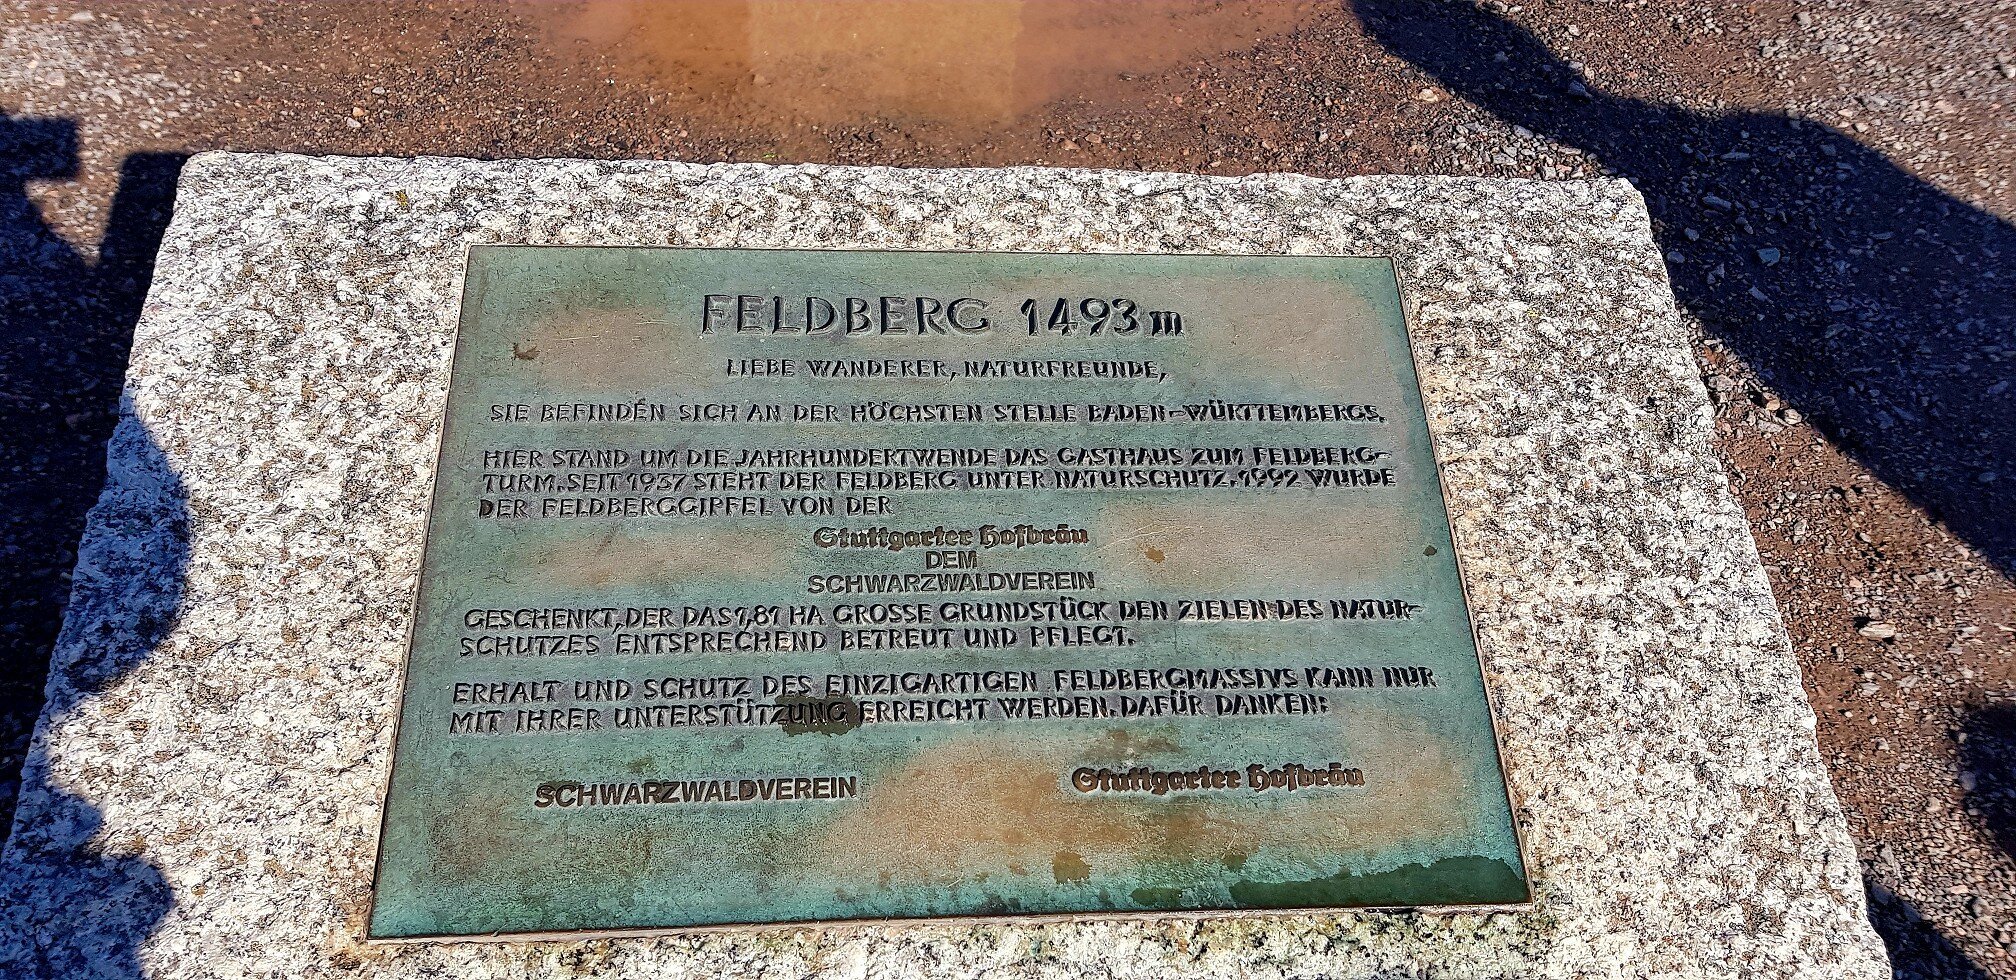 FELDBERG 1493 m
LIEBE WANDERER, NATURFREUNDE,
SIE BEFINDEN SICH AN DER HÖCHSTEN STELLE BADEN-WÜRTTEMBERGS.
HIER STAND UM DIE JAHRHUNDERTWENDE DAS GASTHAUS ZUM FELDBERG-
TURM. SEIT 1937 STEHT DER FELDBERG UNTER NATURSCHUTZ. 1992 WURDE
DER FELDBERGGIPFEL VON DER
Stuttgarter Hofbräu
DEM
SCHWARZWALDVEREIN
GESCHENKT, DER DAS 1,81 HA GROSSE GRUNDSTÜCK DEN ZIELEN DES NATUR-
SCHUTZES ENTSPRECHEND BETREUT UND PFLEGT.
ERHALT UND SCHUTZ DES EINZIGARTIGEN FELDBERGMASSIVS KANN NUR
MIT IHRER UNTERSTÜTZUNG ERREICHT WERDEN. DAFÜR DANKEN:
SCHWARZWALDVEREIN Stuttgarter Hofbräu